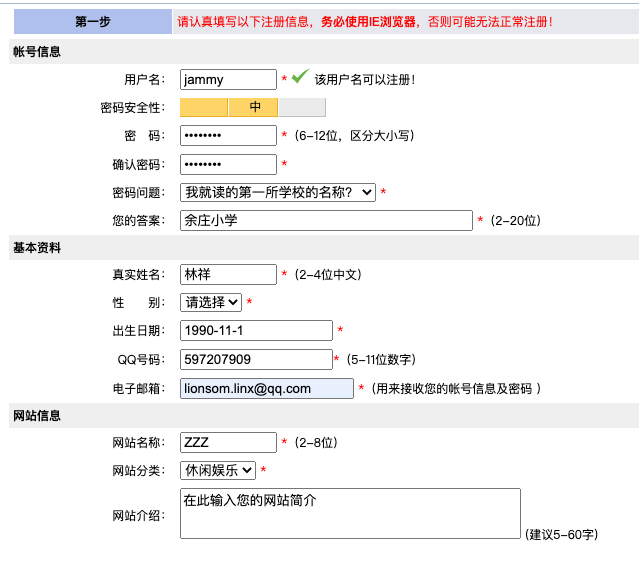 第一步 请认真填写以下注册信息，务必使用IE浏览器，否则可能无法正常注册！
帐号信息
用户名： jammy * 该用户名可以注册！
密码安全性： 中
密 码： •••••••• * (6-12位，区分大小写)
确认密码： •••••••• *
密码问题： 我就读的第一所学校的名称？ *
您的答案： 余庄小学 * (2-20位)
基本资料
真实姓名： 林祥 * (2-4位中文)
性 别： 请选择 *
出生日期： 1990-11-1 *
QQ号码： 597207909 * (5-11位数字)
电子邮箱： lionsom.linx@qq.com * (用来接收您的帐号信息及密码 )
网站信息
网站名称： ZZZ * (2-8位)
网站分类： 休闲娱乐 *
网站介绍： 在此输入您的网站简介 (建议5-60字)